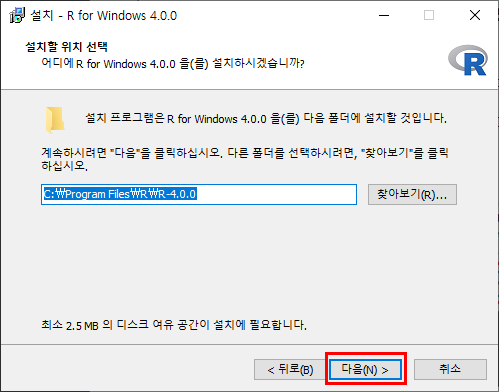 설치 - R for Windows 4.0.0
설치할 위치 선택
어디에 R for Windows 4.0.0 을(를) 설치하시겠습니까?
R
설치 프로그램은 R for Windows 4.0.0 을(를) 다음 폴더에 설치할 것입니다.
계속하시려면 "다음"을 클릭하십시오. 다른 폴더를 선택하시려면, "찾아보기"를 클릭
하십시오.
C:₩Program Files₩R₩R-4.0.0
찾아보기(R)...
최소 2.5 MB 의 디스크 여유 공간이 설치에 필요합니다.
< 뒤로(B)
다음(N) >
취소